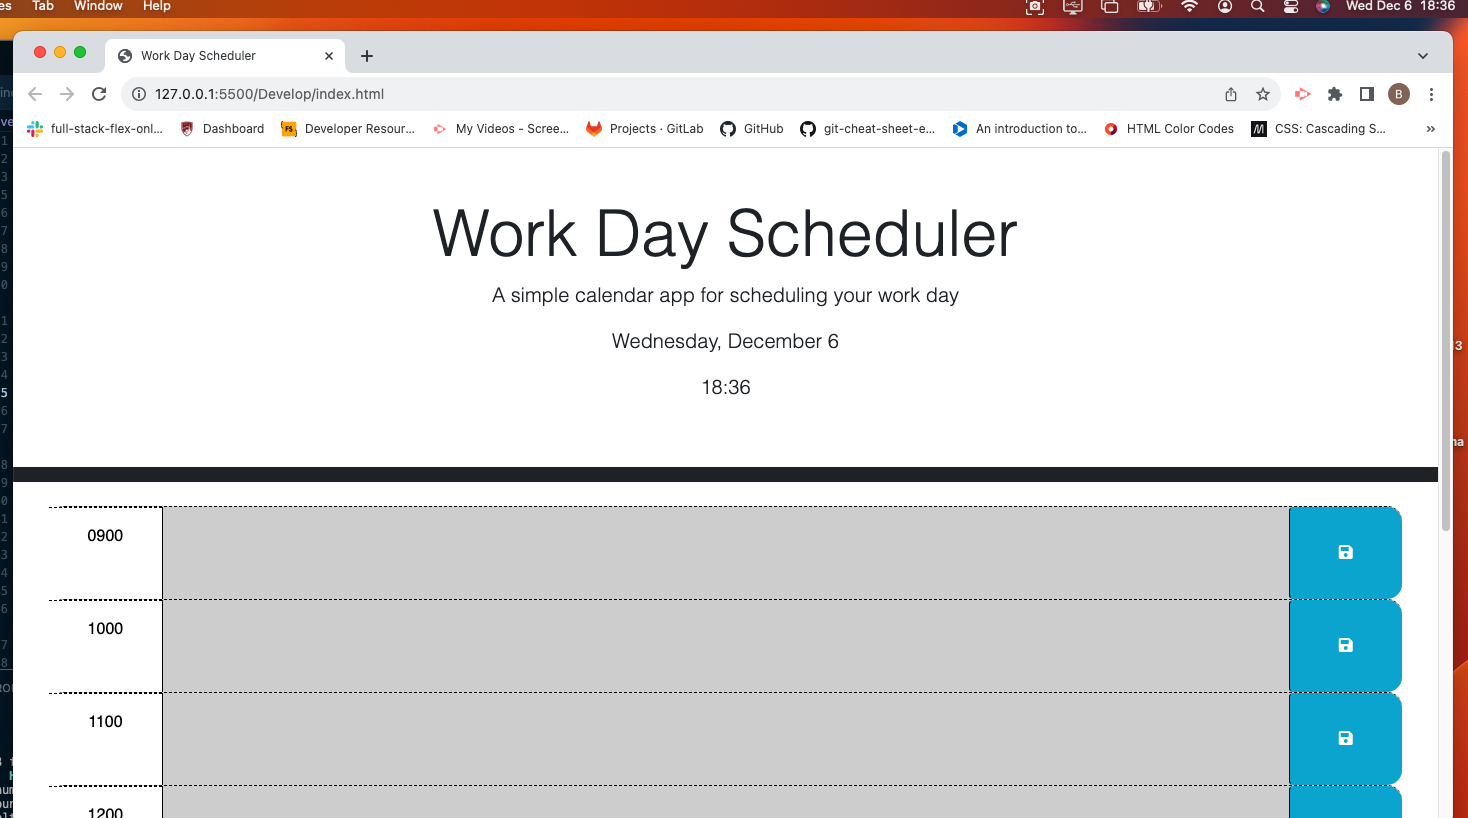 Tab Window Help
Wed Dec 6 18:36
Work Day Scheduler
127.0.0.1:5500/Develop/index.html
B
full-stack-flex-onl...
Dashboard
FS
Developer Resour...
My Videos - Scree...
Projects · GitLab
GitHub
git-cheat-sheet-e...
An introduction to...
HTML Color Codes
M
CSS: Cascading S...
»
Work Day Scheduler
A simple calendar app for scheduling your work day
Wednesday, December 6
18:36
0900
1000
1100
1200